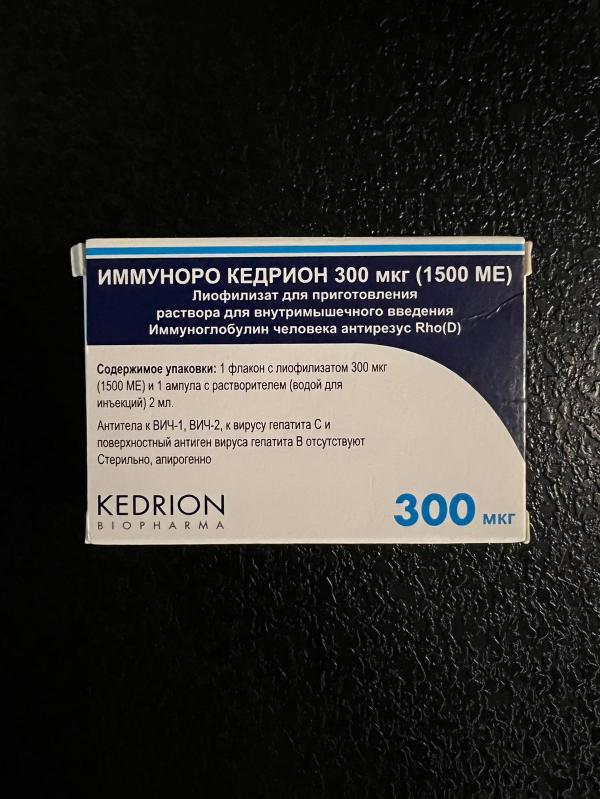 ИММУНОРО КЕДРИОН 300 мкг (1500 МЕ)
Лиофилизат для приготовления
раствора для внутримышечного введения
Иммуноглобулин человека антирезус Rho(D)
Содержимое упаковки: 1 флакон с лиофилизатом 300 мкг
(1500 МЕ) и 1 ампула с растворителем (водой для
инъекций) 2 мл.
Антитела к ВИЧ-1, ВИЧ-2, к вирусу гепатита С и
поверхностный антиген вируса гепатита В отсутствуют
Стерильно, апирогенно
KEDRION
BIOPHARMA
300 мкг